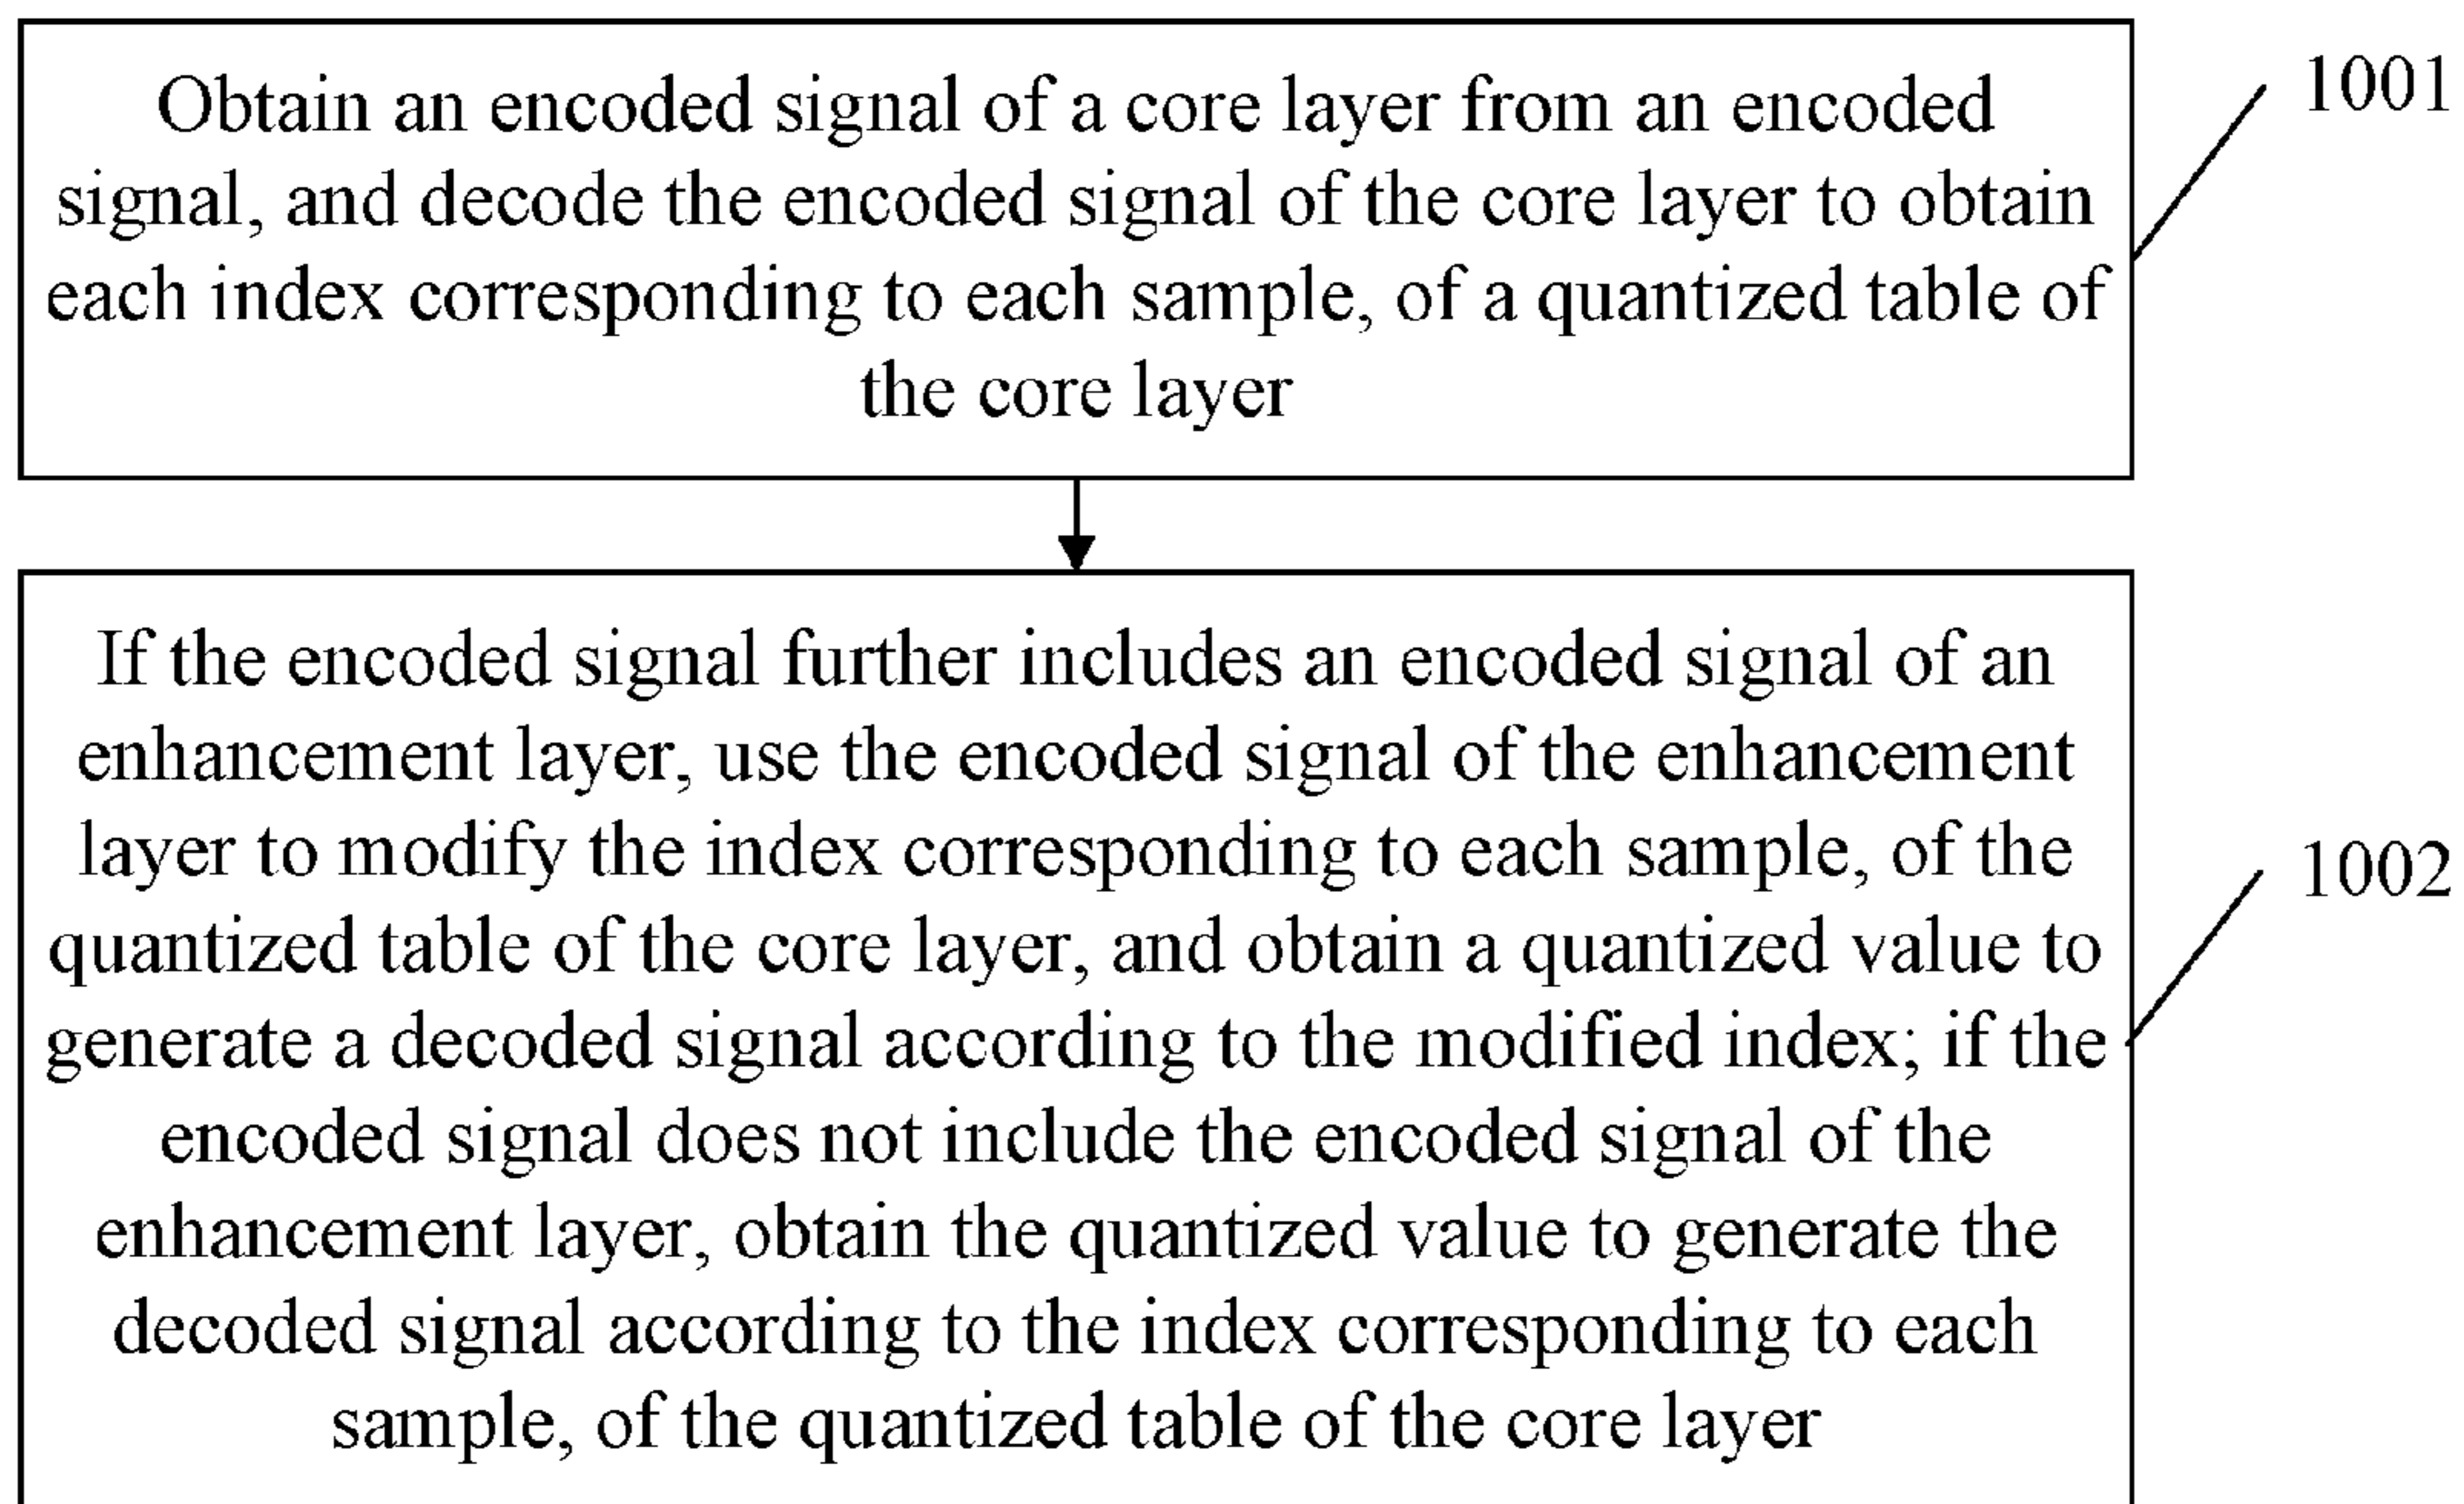 Obtain an encoded signal of a core layer from an encoded
signal, and decode the encoded signal of the core layer to obtain
each index corresponding to each sample, of a quantized table of
the core layer
1001
If the encoded signal further includes an encoded signal of an
enhancement layer, use the encoded signal of the enhancement
layer to modify the index corresponding to each sample, of the
quantized table of the core layer, and obtain a quantized value to
generate a decoded signal according to the modified index; if the
encoded signal does not include the encoded signal of the
enhancement layer, obtain the quantized value to generate the
decoded signal according to the index corresponding to each
sample, of the quantized table of the core layer
1002